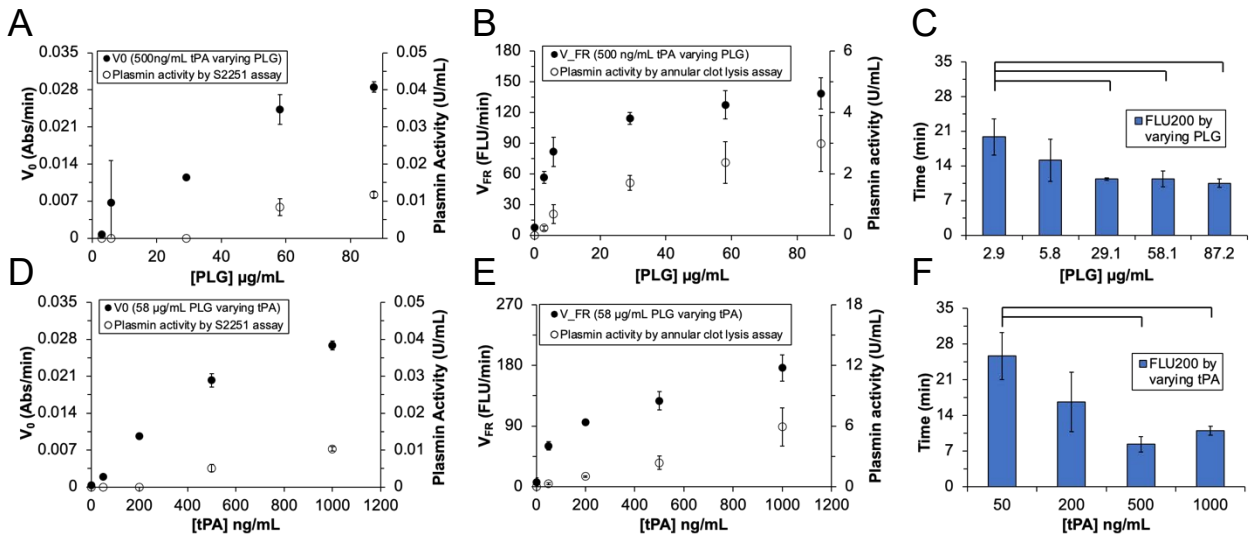 A
V0 (500ng/mL tPA varying PLG)
Plasmin activity by S2251 assay
V0 (Abs/min)
0.035
0.028
0.021
0.014
0.007
0
0.05
0.04
0.03
0.02
0.01
0
Plasmin Activity (U/mL)
0 20 40 60 80
[PLG] µg/mL
B
V_FR (500 ng/mL tPA varying PLG)
Plasmin activity by annular clot lysis assay
VFR (FLU/min)
180
150
120
90
60
30
0
6
4
2
0
Plasmin activity (U/mL)
0 20 40 60 80
[PLG] µg/mL
C
FLU200 by
varying PLG
Time (min)
35
28
21
14
7
0
2.9 5.8 29.1 58.1 87.2
[PLG] µg/mL
D
V0 (58 µg/mL PLG varying tPA)
Plasmin activity by S2251 assay
V0 (Abs/min)
0.035
0.028
0.021
0.014
0.007
0
0.05
0.04
0.03
0.02
0.01
0
Plasmin Activity (U/mL)
0 200 400 600 800 1000 1200
[tPA] ng/mL
E
V_FR (58 µg/mL PLG varying tPA)
Plasmin activity by annular clot lysis assay
VFR (FLU/min)
270
180
90
0
18
12
6
0
Plasmin activity (U/mL)
0 200 400 600 800 1000 1200
[tPA] ng/mL
F
FLU200 by
varying tPA
Time (min)
35
28
21
14
7
0
50 200 500 1000
[tPA] ng/mL